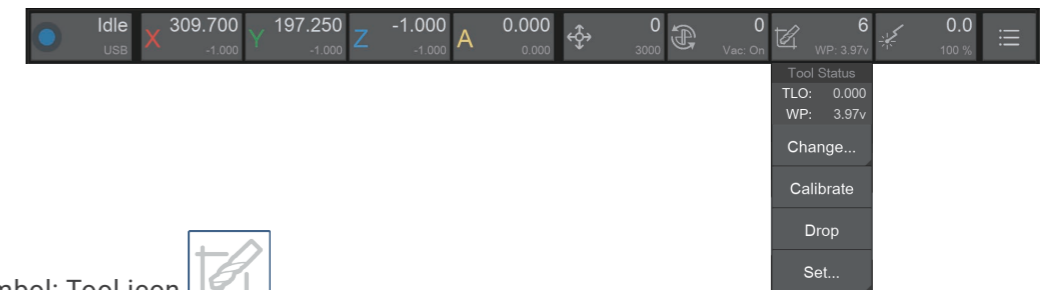 Idle X 309.700 Y 197.250 Z -1.000 A 0.000 0 0 6 0.0
USB -1.000 -1.000 -1.000 0.000 3000 Vac: On WP: 3.97v 100 %
Tool Status
TLO: 0.000
WP: 3.97v
Change...
Calibrate
Drop
Set...
mbol: Tool icon